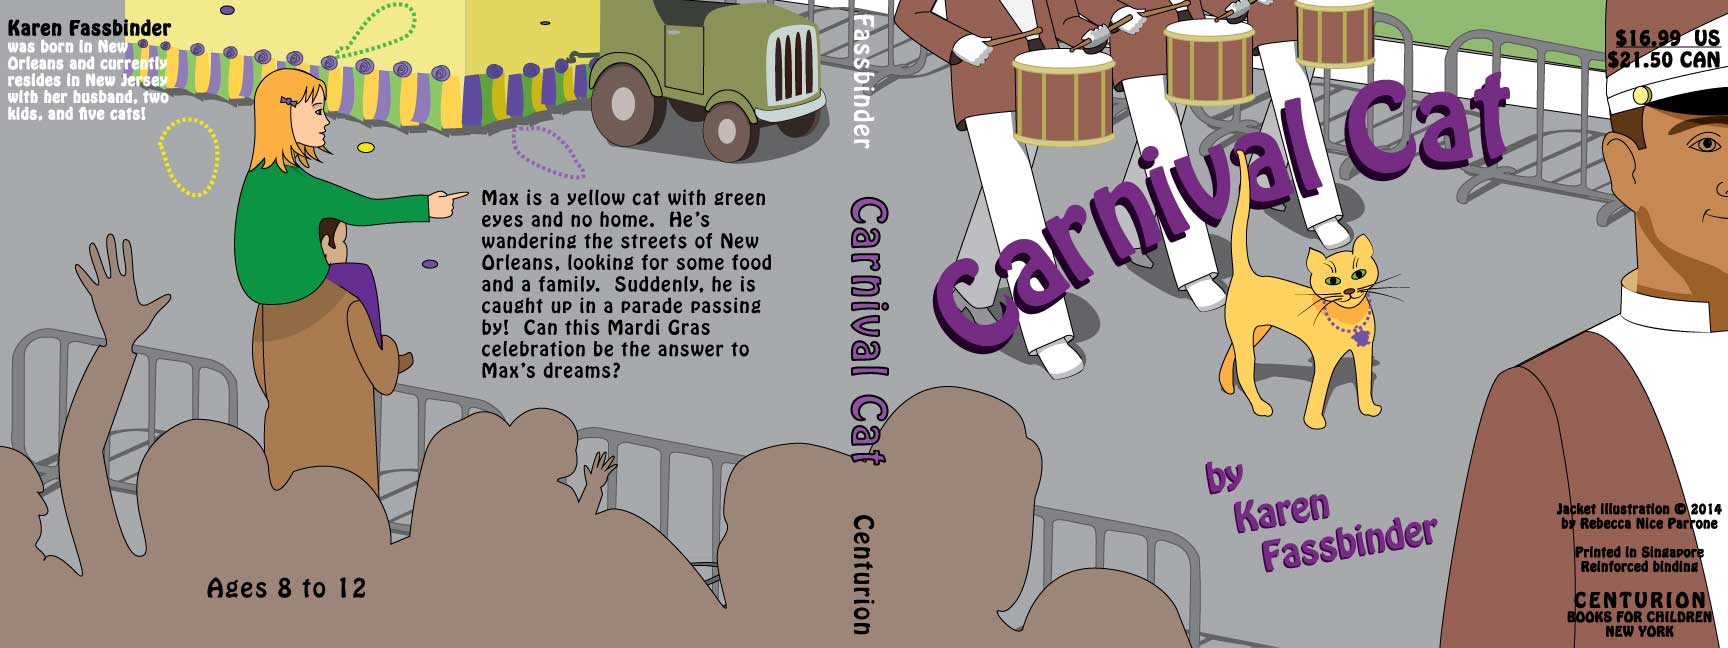 Karen Fassbinder
was born in New
Orleans and currently
resides in New Jersey
with her husband, two
kids, and five cats!
Max is a yellow cat with green
eyes and no home. He's
wandering the streets of New
Orleans, looking for some food
and a family. Suddenly, he is
caught up in a parade passing
by! Can this Mardi Gras
celebration be the answer to
Max's dreams?
Ages 8 to 12
Fassbinder
Carnival Cat
Centurion
Carnival Cat
by
Karen
Fassbinder
$16.99 US
$21.50 CAN
Jacket illustration © 2014
by Rebecca Nice Parrone
Printed in Singapore
Reinforced binding
CENTURION
BOOKS FOR CHILDREN
NEW YORK